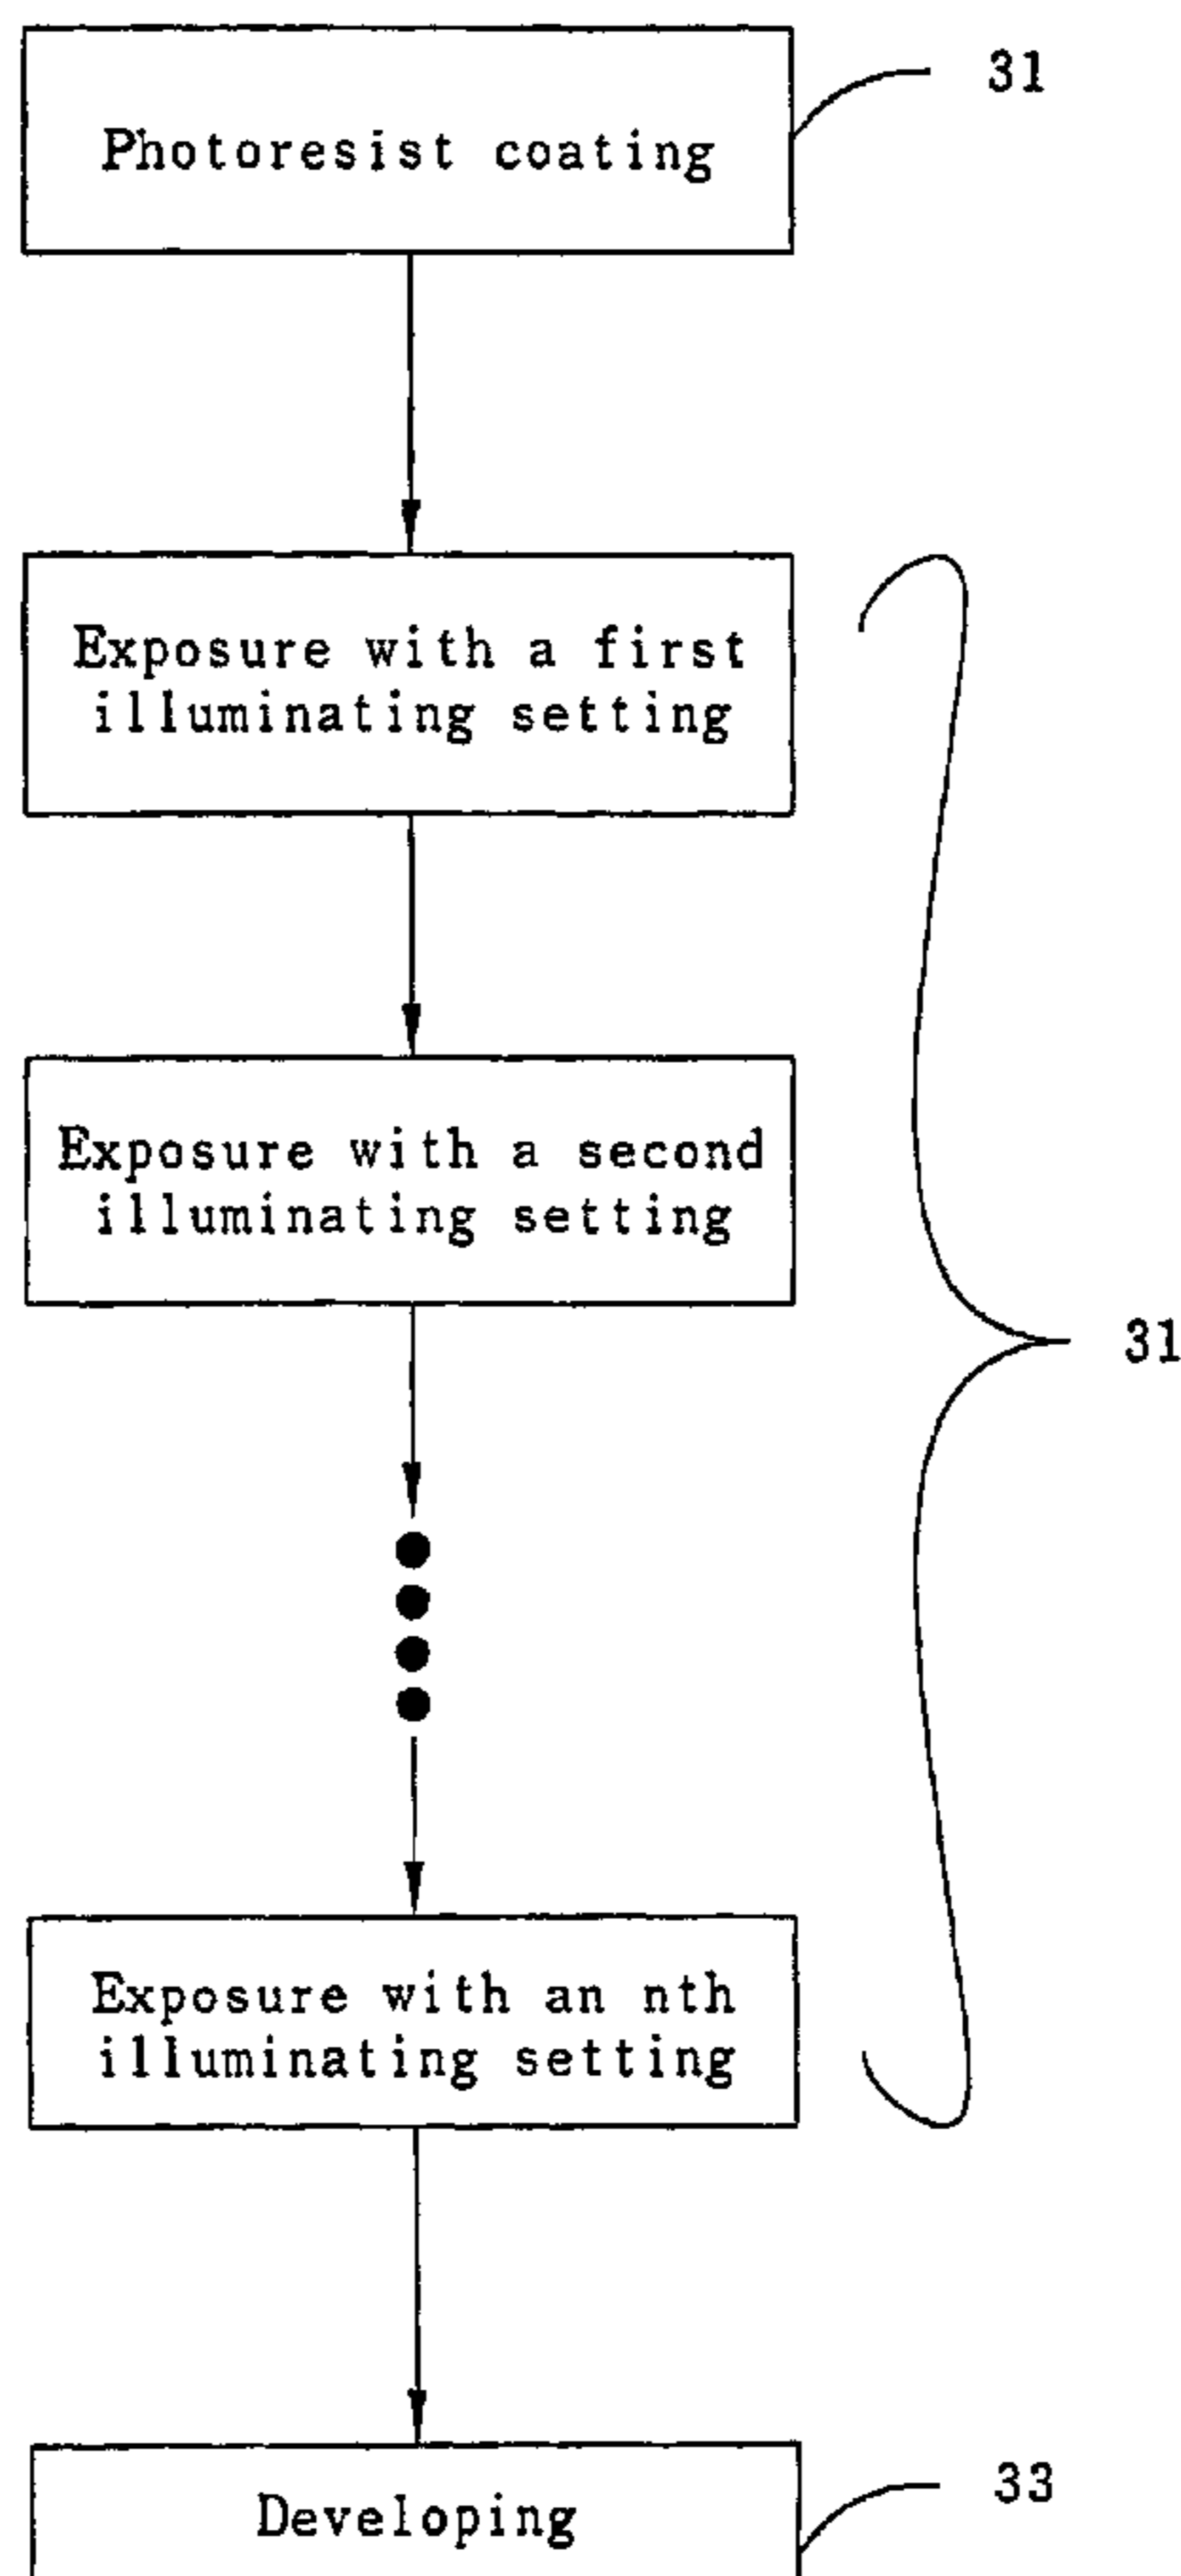 Photoresist coating
31
Exposure with a first
illuminating setting
Exposure with a second
illuminating setting
31
Exposure with an nth
illuminating setting
Developing
33